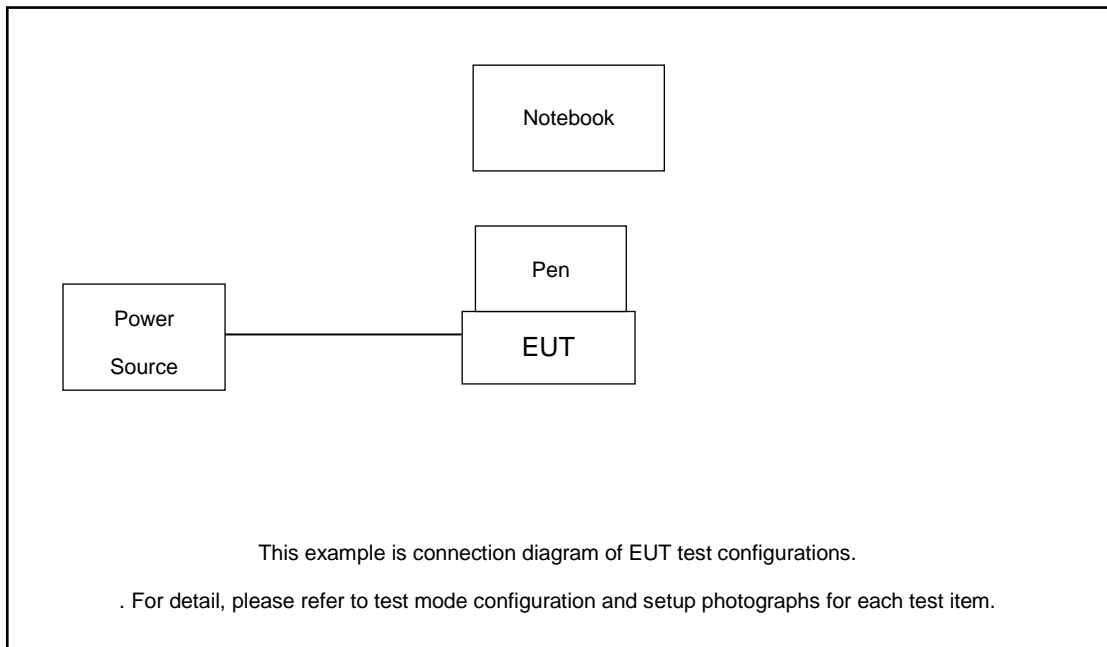 Notebook
Pen
Power
Source
EUT
This example is connection diagram of EUT test configurations.
. For detail, please refer to test mode configuration and setup photographs for each test item.